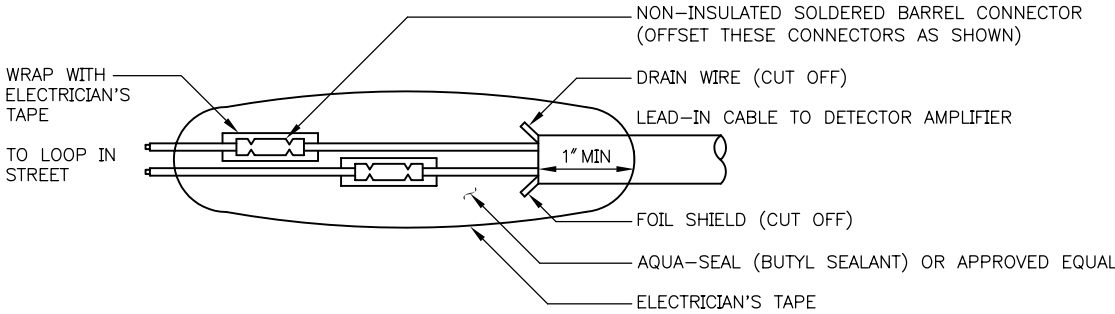 NON-INSULATED SOLDERED BARREL CONNECTOR
(OFFSET THESE CONNECTORS AS SHOWN)
WRAP WITH
ELECTRICIAN'S
TAPE
DRAIN WIRE (CUT OFF)
LEAD-IN CABLE TO DETECTOR AMPLIFIER
TO LOOP IN
STREET
1" MIN
FOIL SHIELD (CUT OFF)
AQUA-SEAL (BUTYL SEALANT) OR APPROVED EQUAL
ELECTRICIAN'S TAPE